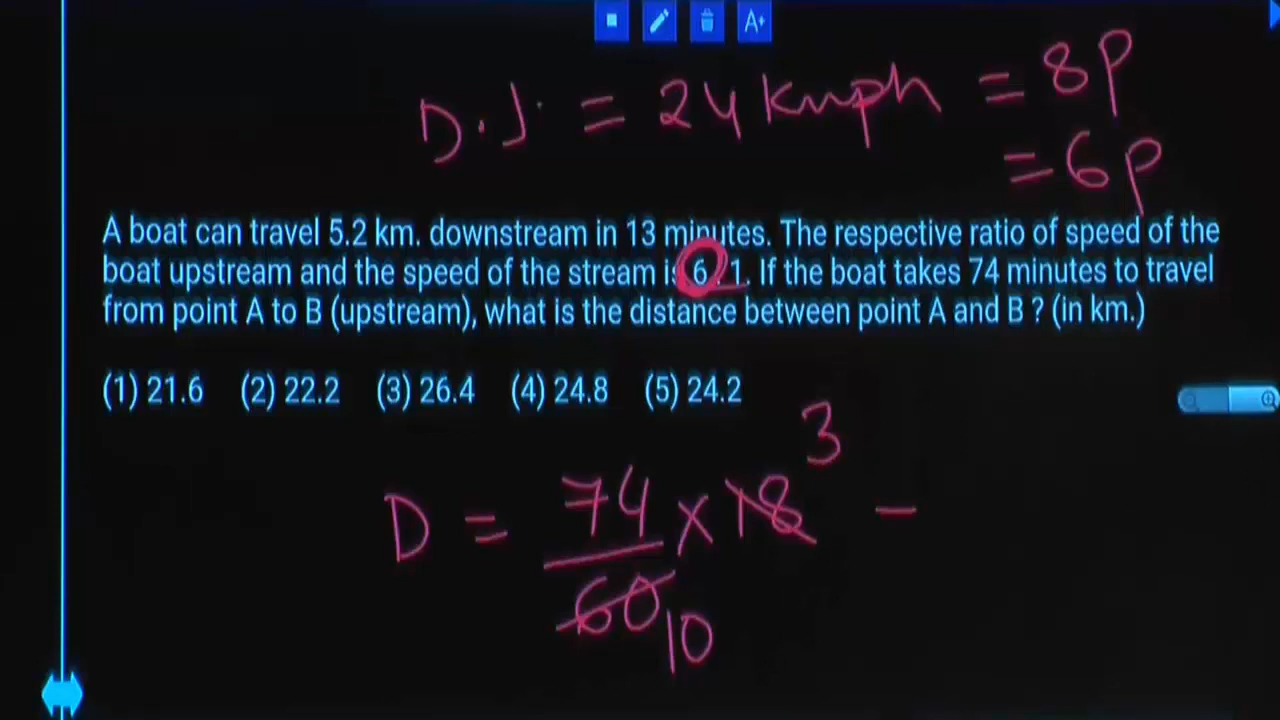 A+
D.S. = 24 kmph = 8p
= 6p
A boat can travel 5.2 km. downstream in 13 minutes. The respective ratio of speed of the
boat upstream and the speed of the stream is 6 : 1. If the boat takes 74 minutes to travel
from point A to B (upstream), what is the distance between point A and B ? (in km.)
(1) 21.6 (2) 22.2 (3) 26.4 (4) 24.8 (5) 24.2
3
D = 74/60 × 18 –
10